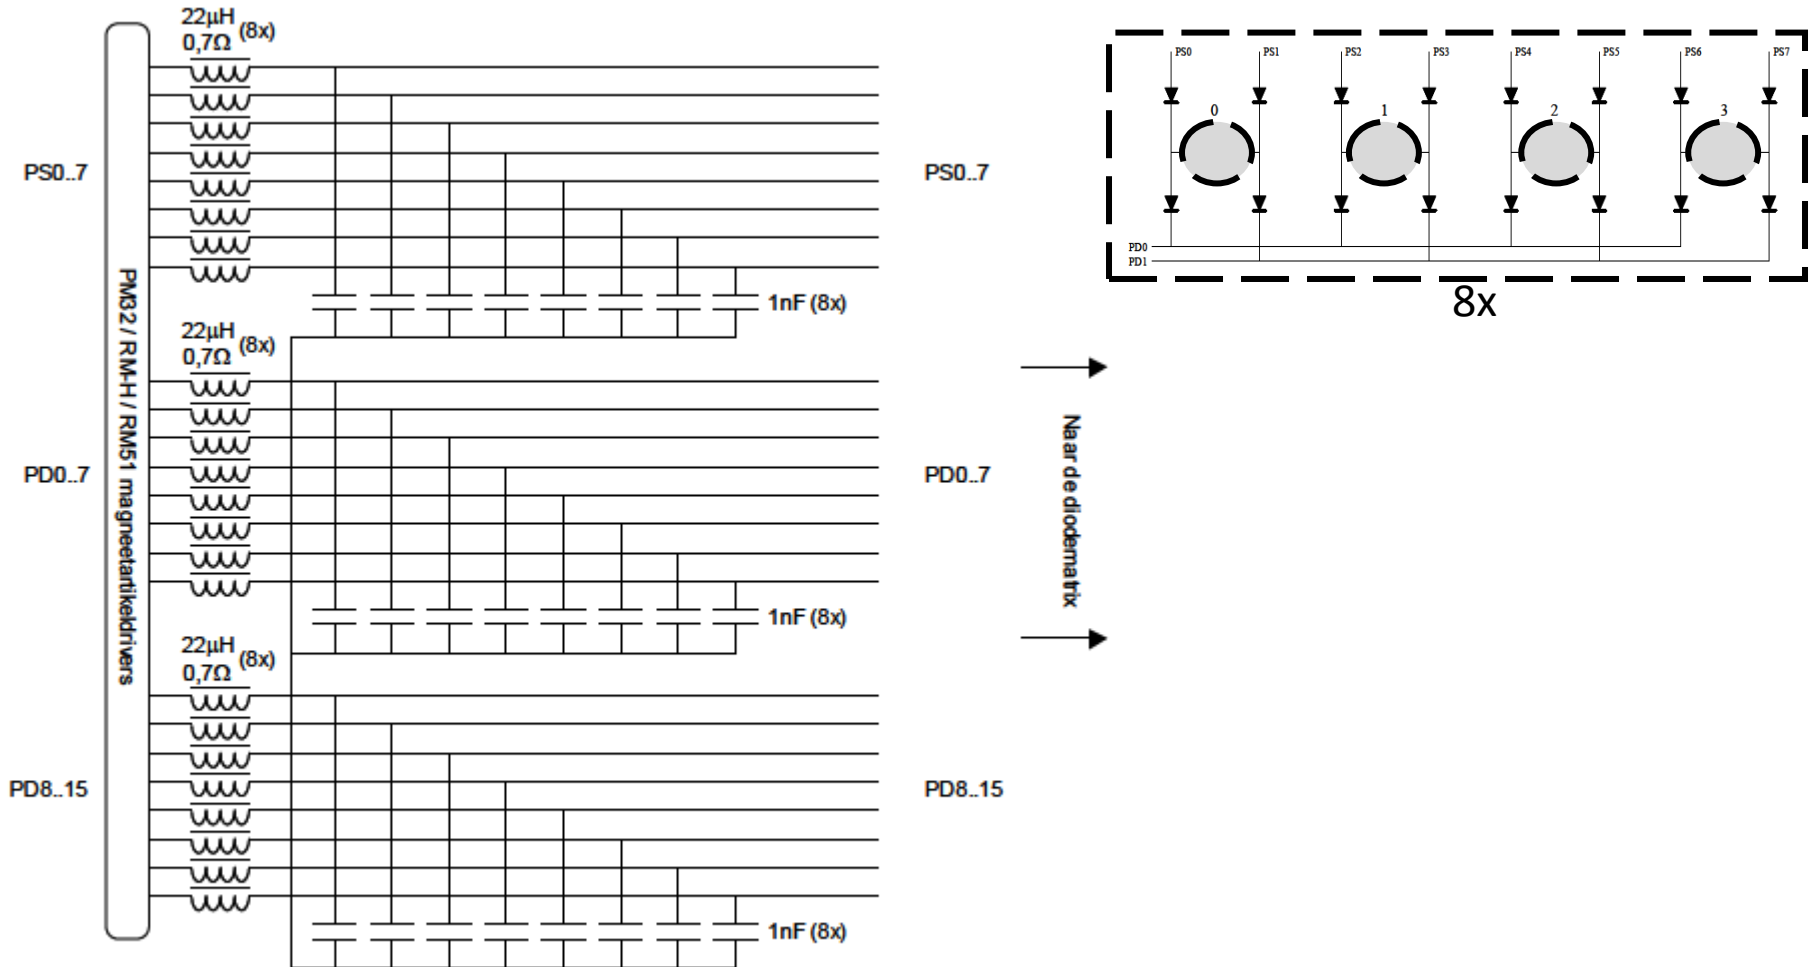 22µH
0,7Ω (8x)
PS0..7
PS0..7
1nF (8x)
PM32 / RM-H / RM51 magneetartikeldrivers
22µH
0,7Ω (8x)
PD0..7
PD0..7
1nF (8x)
Naar de diodematrix
22µH
0,7Ω (8x)
PD8..15
PD8..15
1nF (8x)
PS0 PS1 PS2 PS3 PS4 PS5 PS6 PS7
0 1 2 3
PD0
PD1
8x